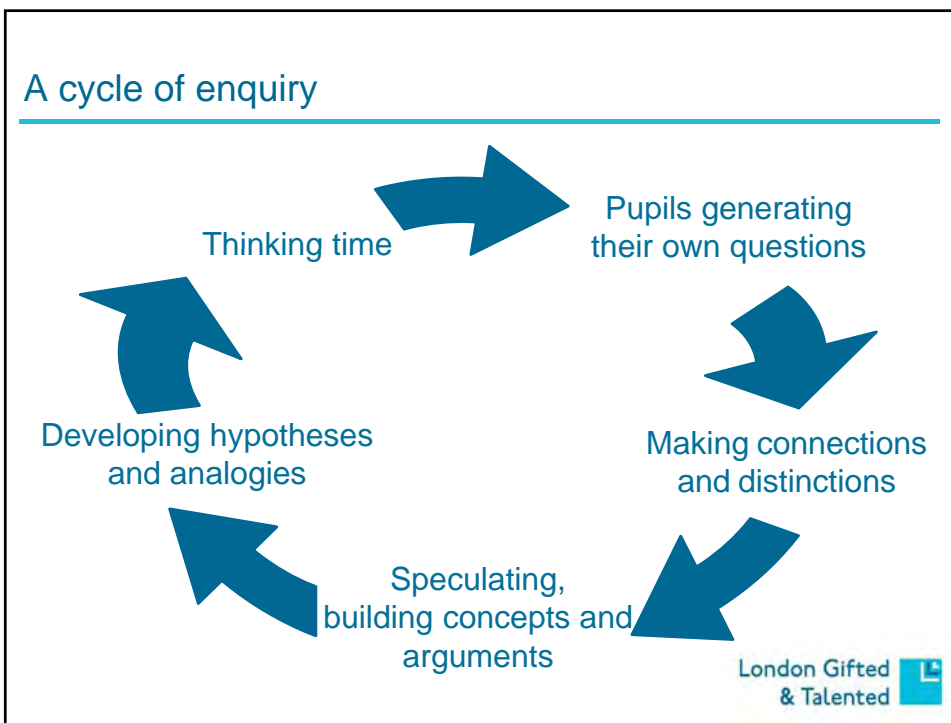 A cycle of enquiry
Thinking time
Pupils generating
their own questions
Making connections
and distinctions
Speculating,
building concepts and
arguments
Developing hypotheses
and analogies
London Gifted
& Talented